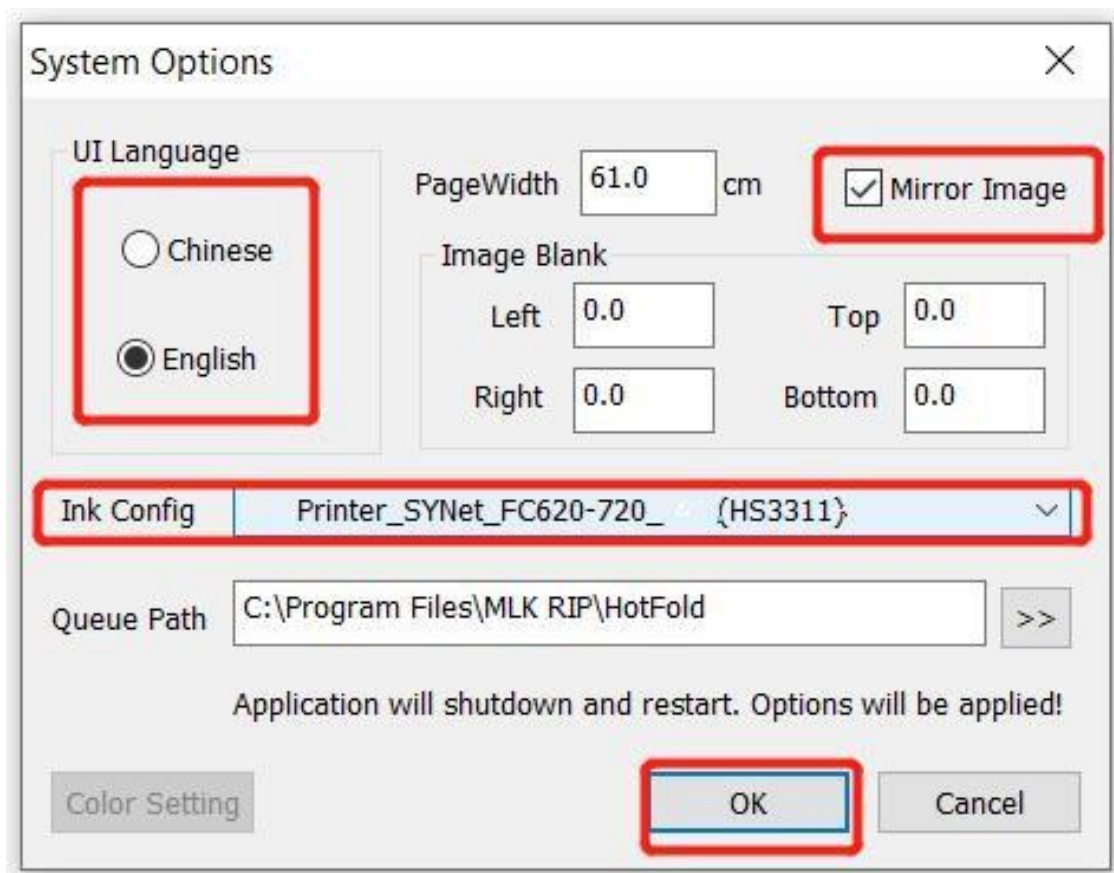 System Options
UI Language
Chinese
English
PageWidth 61.0 cm
Mirror Image
Image Blank
Left 0.0 Top 0.0
Right 0.0 Bottom 0.0
Ink Config Printer_SYNet_FC620-720_ (HS3311}
Queue Path C:\Program Files\MLK RIP\HotFold >>
Application will shutdown and restart. Options will be applied!
Color Setting OK Cancel